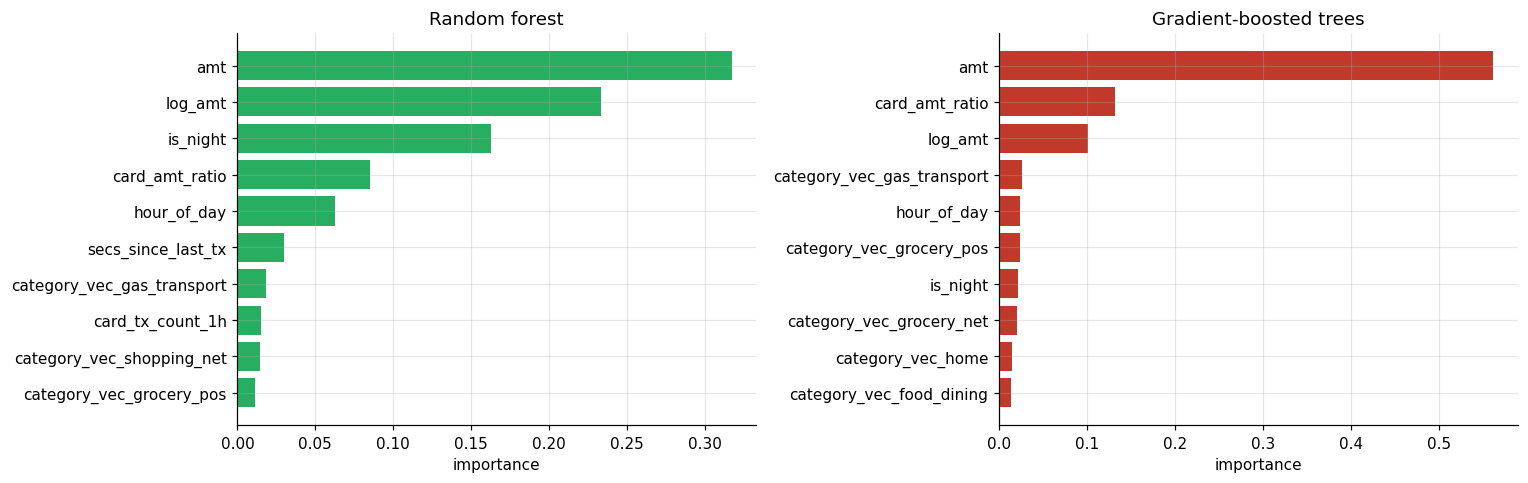 Random forest
amt
log_amt
is_night
card_amt_ratio
hour_of_day
secs_since_last_tx
category_vec_gas_transport
card_tx_count_1h
category_vec_shopping_net
category_vec_grocery_pos
0.00 0.05 0.10 0.15 0.20 0.25 0.30
importance
Gradient-boosted trees
amt
card_amt_ratio
log_amt
category_vec_gas_transport
hour_of_day
category_vec_grocery_pos
is_night
category_vec_grocery_net
category_vec_home
category_vec_food_dining
0.0 0.1 0.2 0.3 0.4 0.5
importance